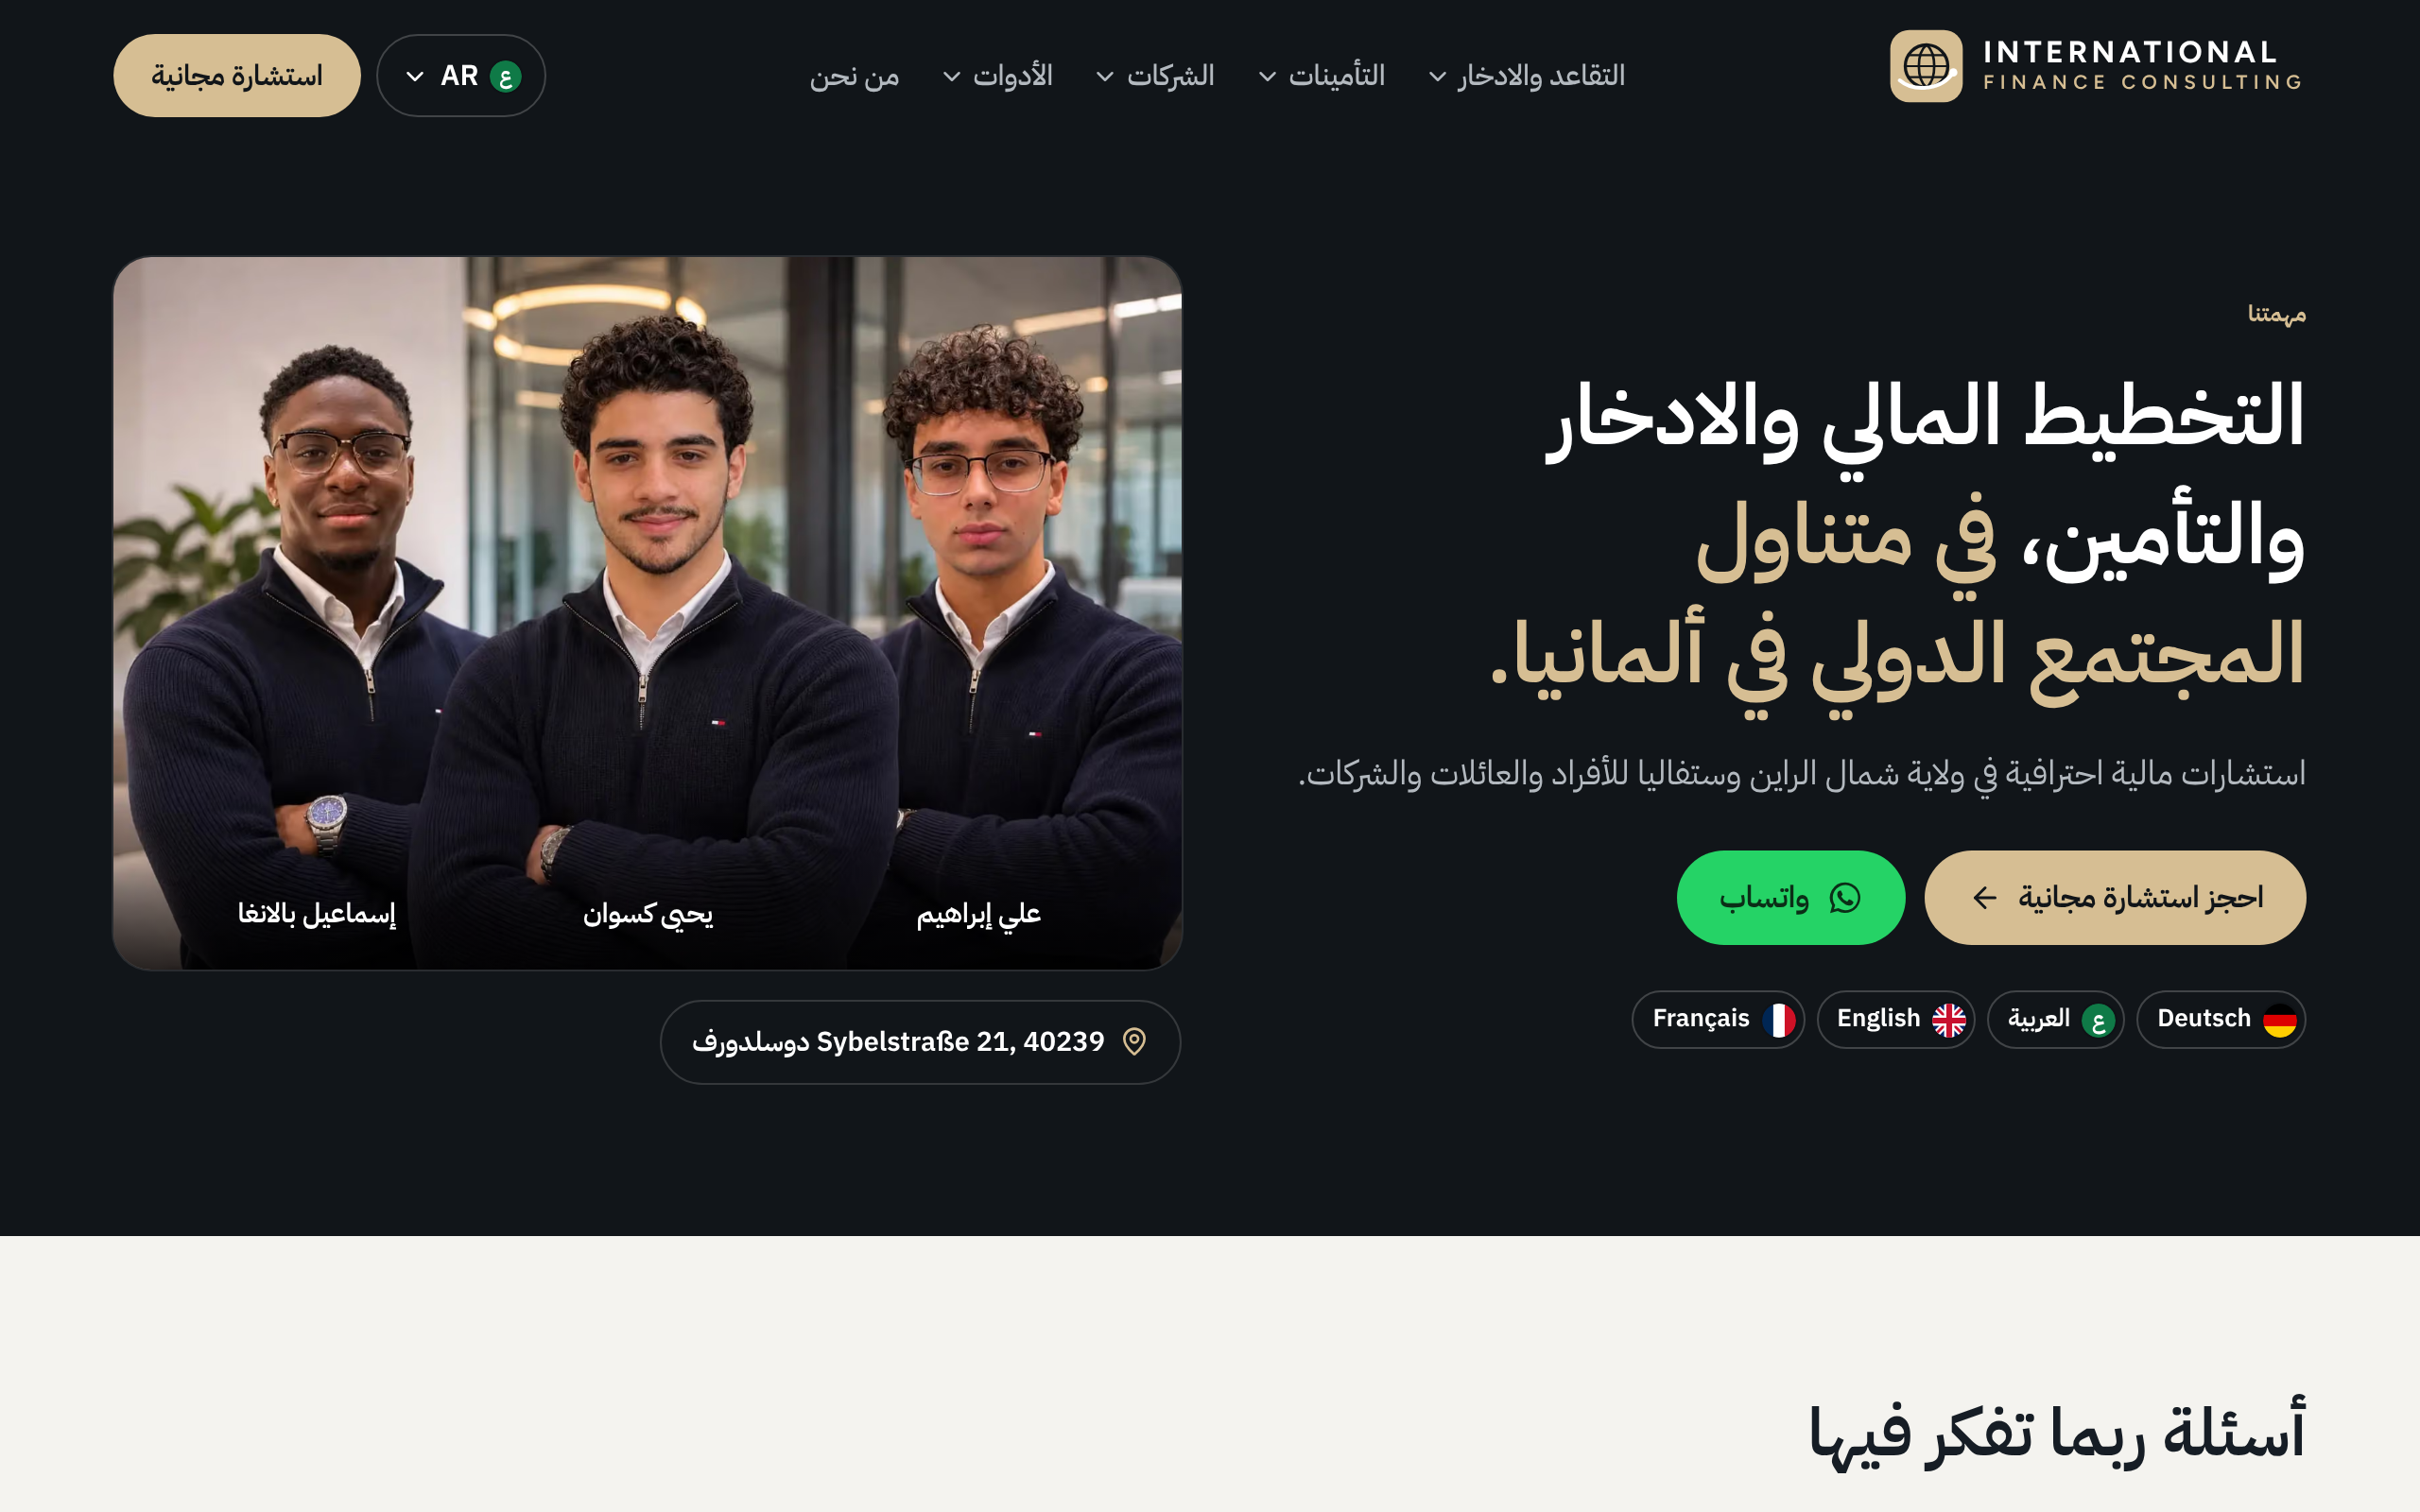 INTERNATIONAL
FINANCE CONSULTING
التقاعد والادخار
التأمينات
الشركات
الأدوات
من نحن
ع AR
استشارة مجانية
مهمتنا
التخطيط المالي والادخار
والتأمين، في متناول
المجتمع الدولي في ألمانيا.
استشارات مالية احترافية في ولاية شمال الراين وستفاليا للأفراد والعائلات والشركات.
احجز استشارة مجانية
واتساب
Deutsch
ع العربية
English
Français
علي إبراهيم
يحيى كسوان
إسماعيل بالانغا
Sybelstraße 21, 40239 دوسلدورف
أسئلة ربما تفكر فيها